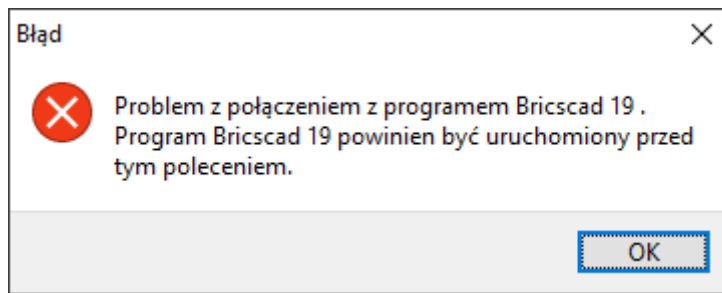 Błąd
Problem z połączeniem z programem Bricscad 19 .
Program Bricscad 19 powinien być uruchomiony przed
tym poleceniem.
OK